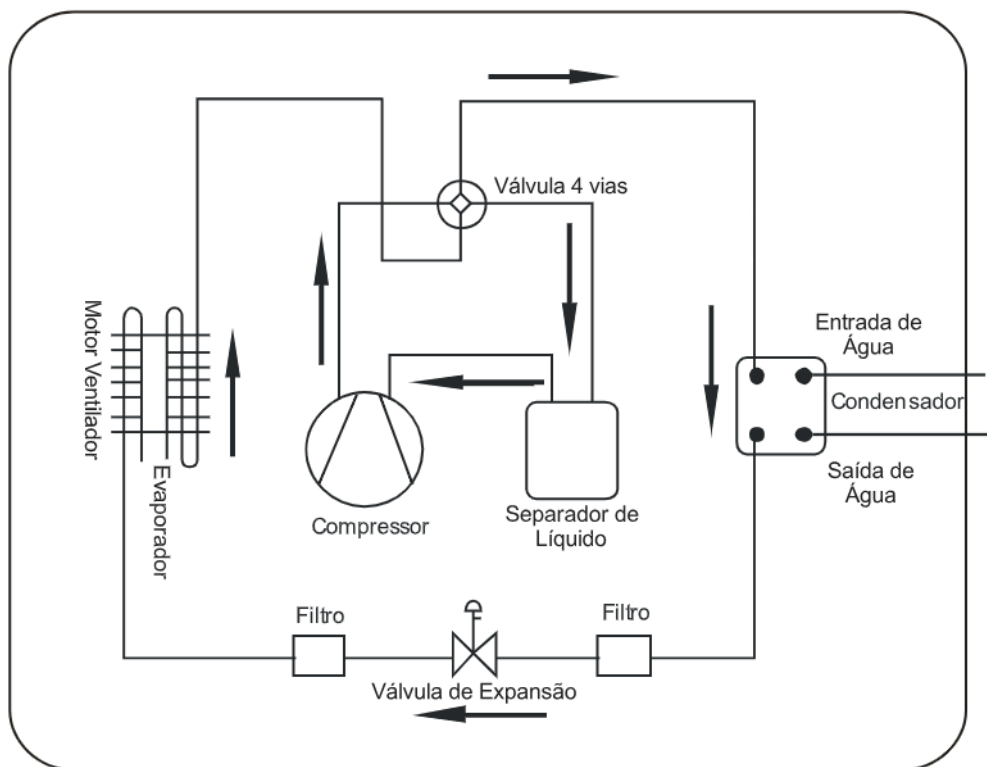 Válvula 4 vias
Motor Ventilador
Evaporador
Entrada de
Água
Condensador
Saída de
Água
Compressor
Separador de
Líquido
Filtro
Filtro
Válvula de Expansão